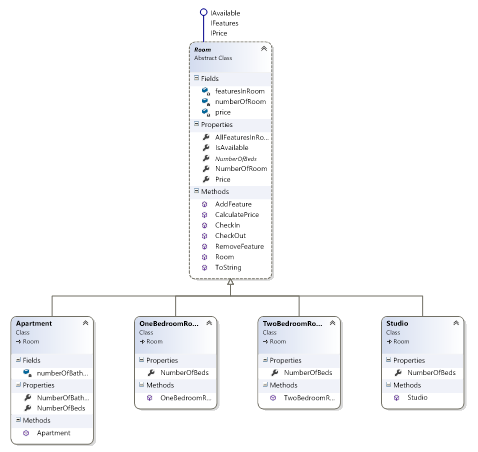 IAvailable
IFeatures
IPrice
Room
Abstract Class
Fields
featuresInRoom
numberOfRoom
price
Properties
AllFeaturesInRo...
IsAvailable
NumberOfBeds
NumberOfRoom
Price
Methods
AddFeature
CalculatePrice
CheckIn
CheckOut
RemoveFeature
Room
ToString
Apartment
Class
Room
Fields
numberOfBath...
Properties
NumberOfBath...
NumberOfBeds
Methods
Apartment
OneBedroomRo...
Class
Room
Properties
NumberOfBeds
Methods
OneBedroomR...
TwoBedroomRo...
Class
Room
Properties
NumberOfBeds
Methods
TwoBedroomR...
Studio
Class
Room
Properties
NumberOfBeds
Methods
Studio